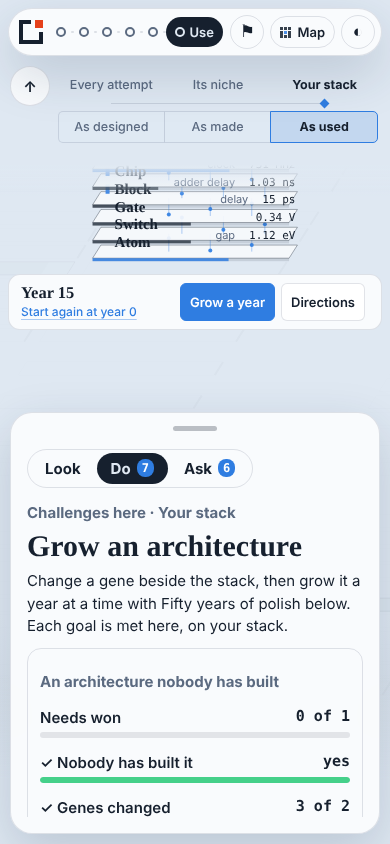 Use
Map
Every attempt
Its niche
Your stack
As designed
As made
As used
Chip
Block
adder delay 1.03 ns
Gate
delay 15 ps
Switch
0.34 V
Atom
gap 1.12 eV
Year 15
Start again at year 0
Grow a year
Directions
Look
Do 7
Ask 6
Challenges here · Your stack
Grow an architecture
Change a gene beside the stack, then grow it a
year at a time with Fifty years of polish below.
Each goal is met here, on your stack.
An architecture nobody has built
Needs won 0 of 1
✓ Nobody has built it yes
✓ Genes changed 3 of 2